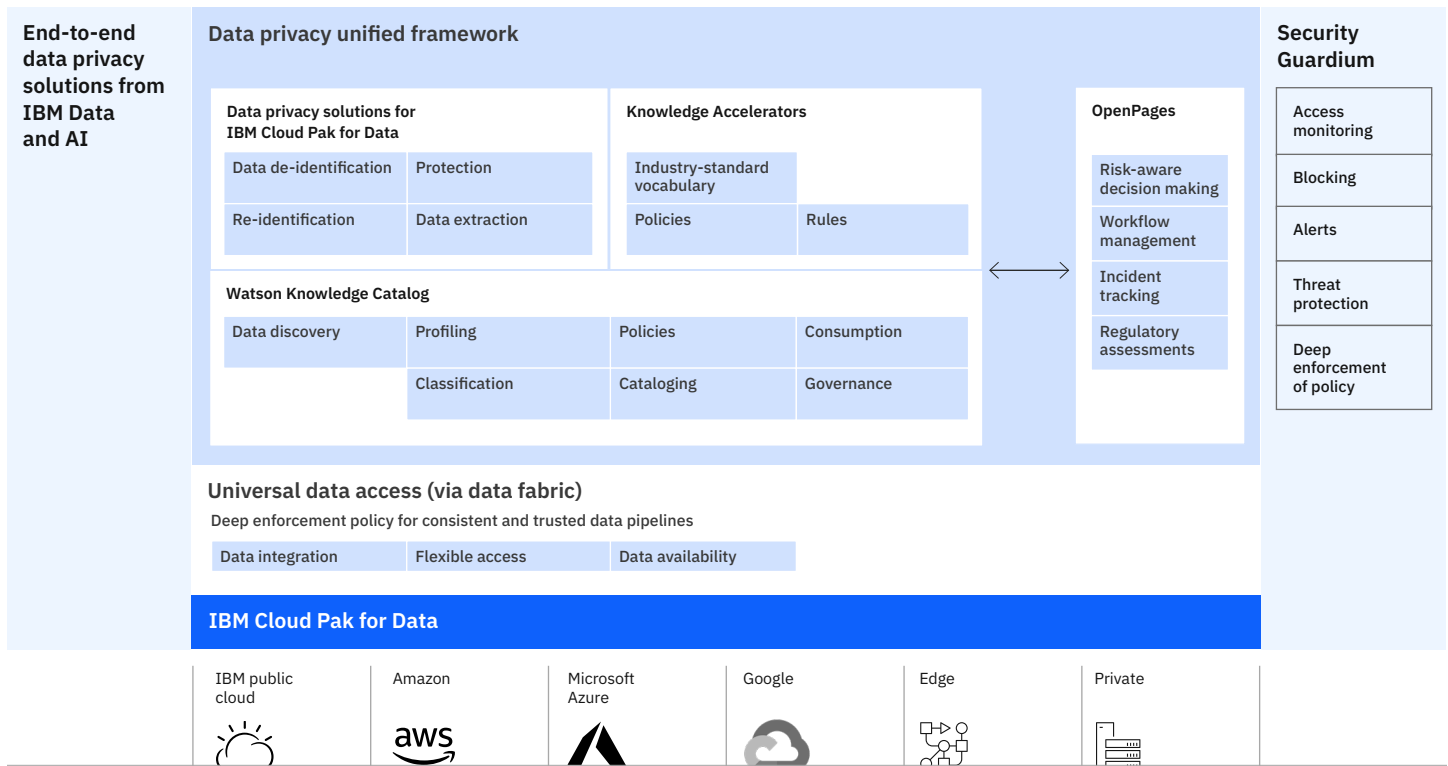 End-to-end
data privacy
solutions from
IBM Data
and AI
Data privacy unified framework
Data privacy solutions for
IBM Cloud Pak for Data
Data de-identification
Protection
Re-identification
Data extraction
Knowledge Accelerators
Industry-standard
vocabulary
Policies
Rules
Watson Knowledge Catalog
Data discovery
Profiling
Policies
Consumption
Classification
Cataloging
Governance
OpenPages
Risk-aware
decision making
Workflow
management
Incident
tracking
Regulatory
assessments
Security
Guardium
Access
monitoring
Blocking
Alerts
Threat
protection
Deep
enforcement
of policy
Universal data access (via data fabric)
Deep enforcement policy for consistent and trusted data pipelines
Data integration
Flexible access
Data availability
IBM Cloud Pak for Data
IBM public
cloud
Amazon
aws
Microsoft
Azure
Google
Edge
Private